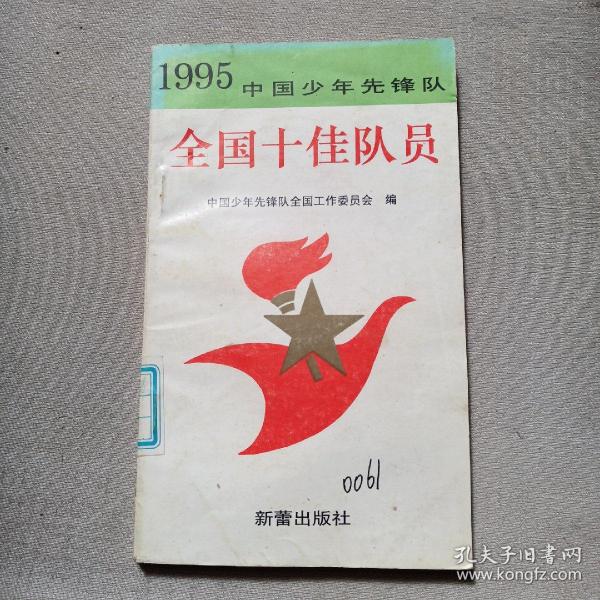 1995 中国少年先锋队
全国十佳队员
中国少年先锋队全国工作委员会 编
0061
新蕾出版社
孔夫子旧书网
www.kongfz.com